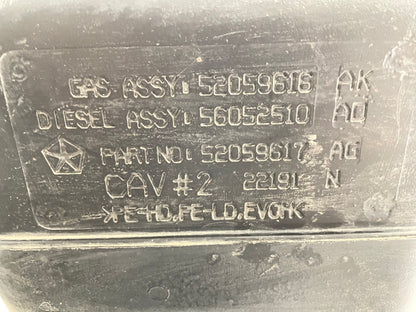 GAS ASSY: 52059616 AK
DIESEL ASSY: 56052510 AD
PART NO: 52059617 AG
CAV #2 22191 N
>PE-HD,PE-LD,EVOHK